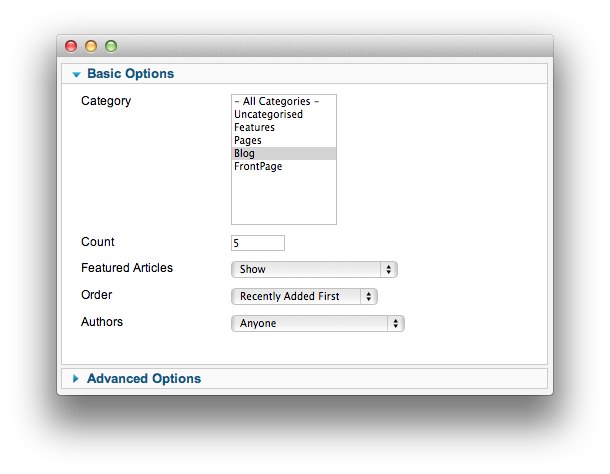 Basic Options
Category
- All Categories -
Uncategorised
Features
Pages
Blog
FrontPage
Count
5
Featured Articles
Show
Order
Recently Added First
Authors
Anyone
Advanced Options